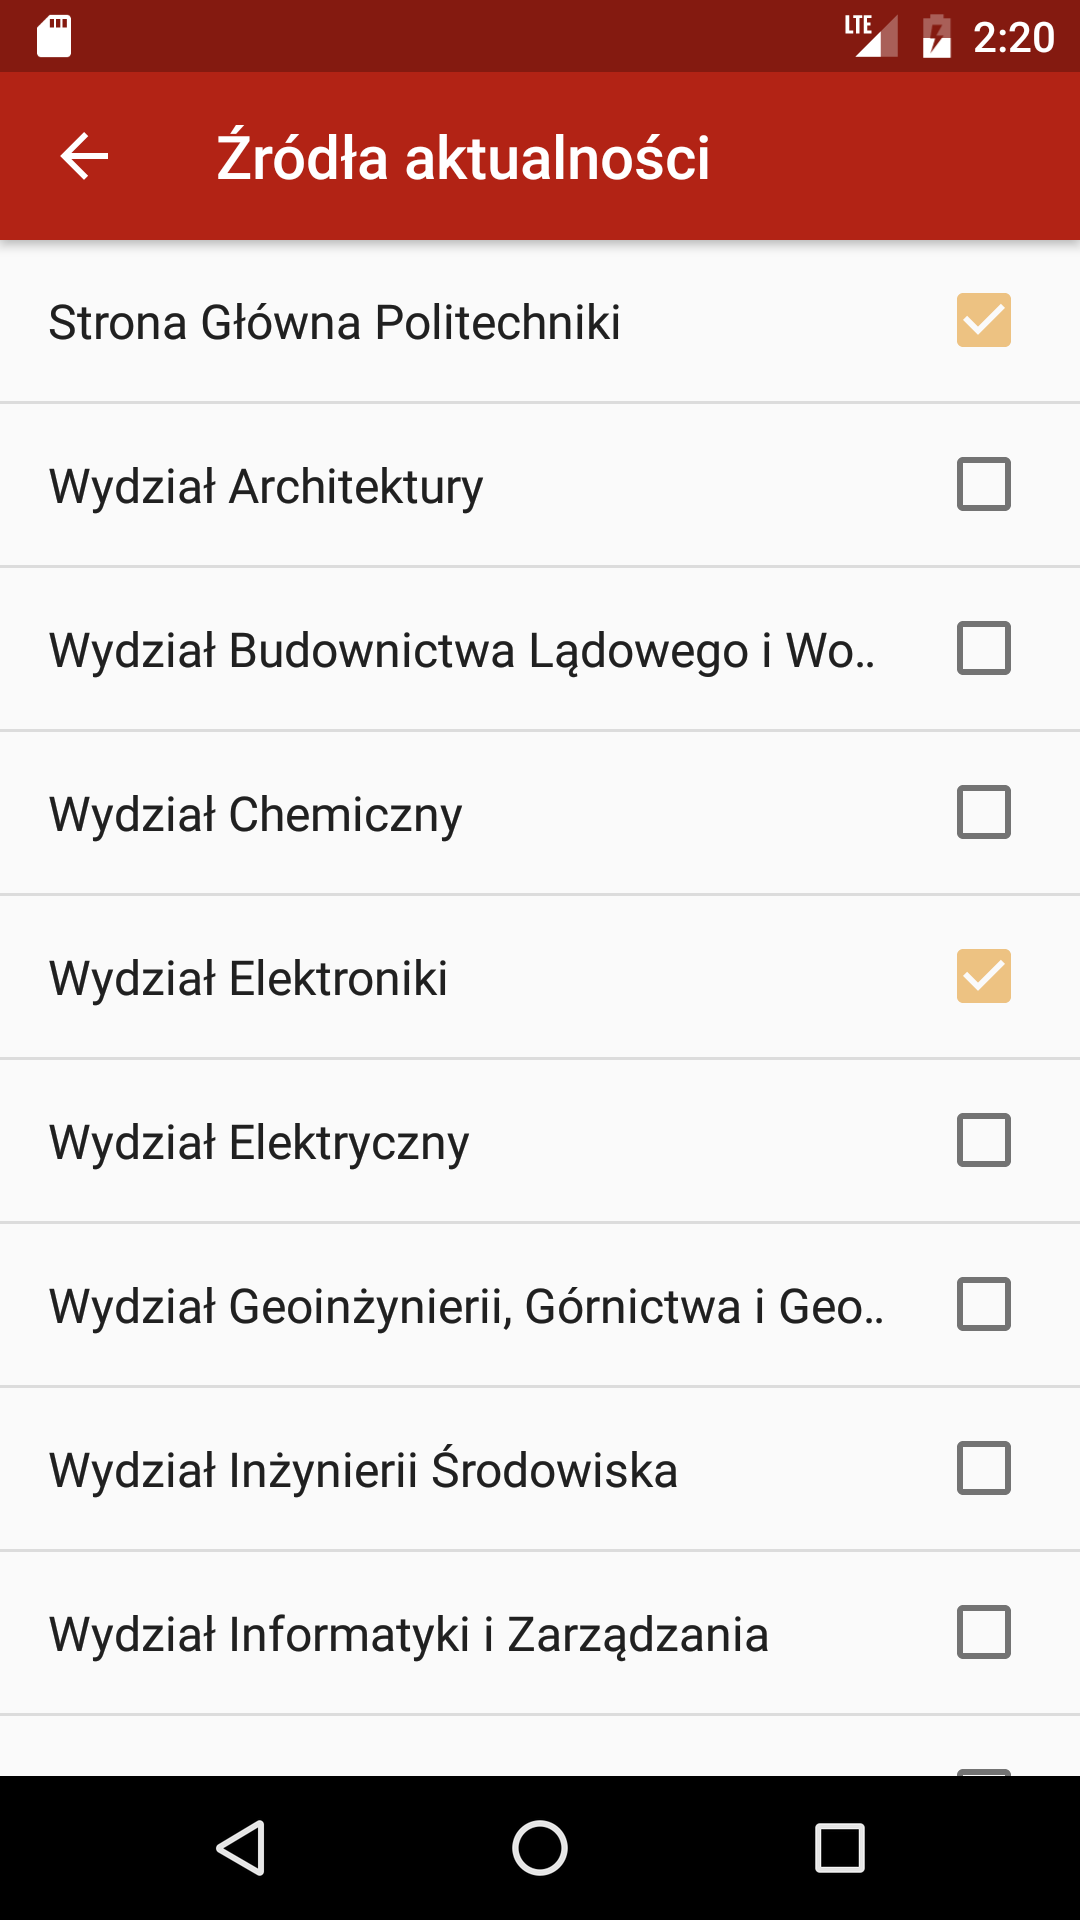 LTE 2:20
Źródła aktualności
Strona Główna Politechniki
Wydział Architektury
Wydział Budownictwa Lądowego i Wo..
Wydział Chemiczny
Wydział Elektroniki
Wydział Elektryczny
Wydział Geoinżynierii, Górnictwa i Geo..
Wydział Inżynierii Środowiska
Wydział Informatyki i Zarządzania